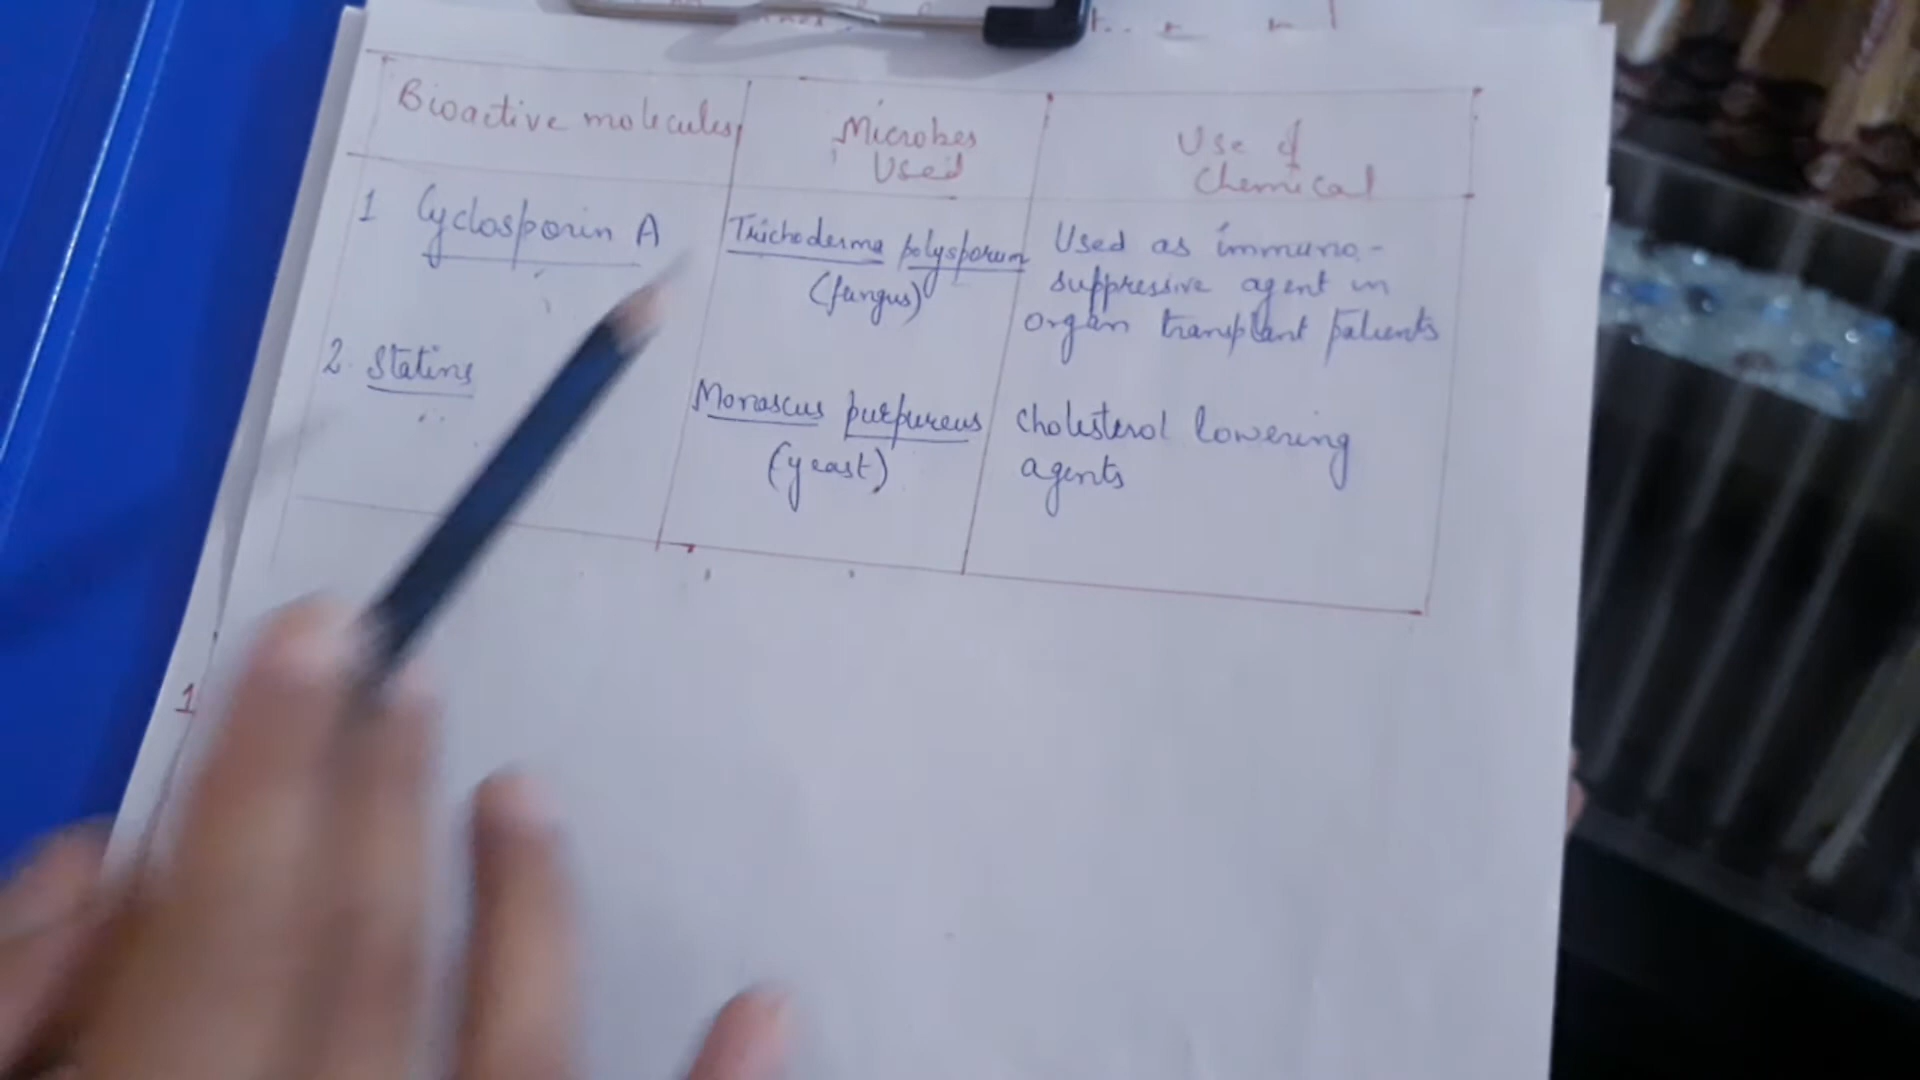 Bioactive molecules
Microbes
Used
Use of
Chemical
1 Cyclosporin A
Trichoderma polysporum
(fungus)
Used as immuno-
suppressive agent in
organ transplant patients
2. Statins
Monascus purpureus
(yeast)
Cholesterol lowering
agents
1